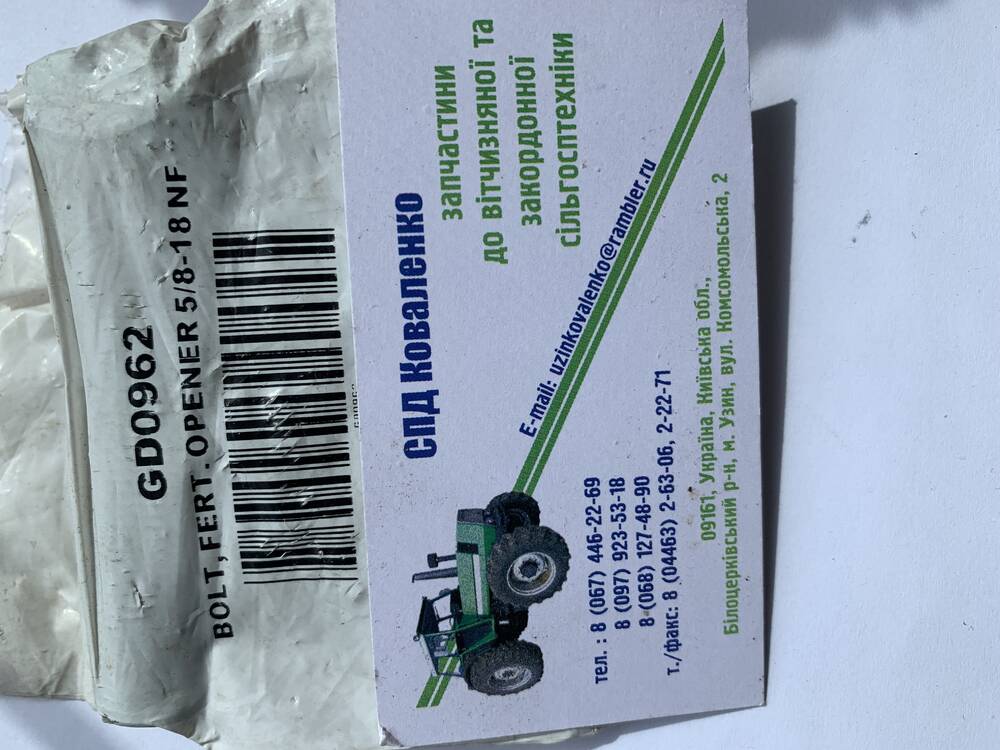 GD0962
BOLT, FERT. OPENER 5/8-18 NF
СПД Коваленко
запчастини
до вітчизняної та
закордонної
сільгосптехніки
E-mail: uzinkovalenko@rambler.ru
тел. : 8 (067) 446-22-69
8 (097) 923-53-18
8 (068) 127-48-90
т./факс: 8 (04463) 2-63-06, 2-22-71
09161, Україна, Київська обл.,
Білоцерківський р-н, м. Узин, вул. Комсомольська, 2